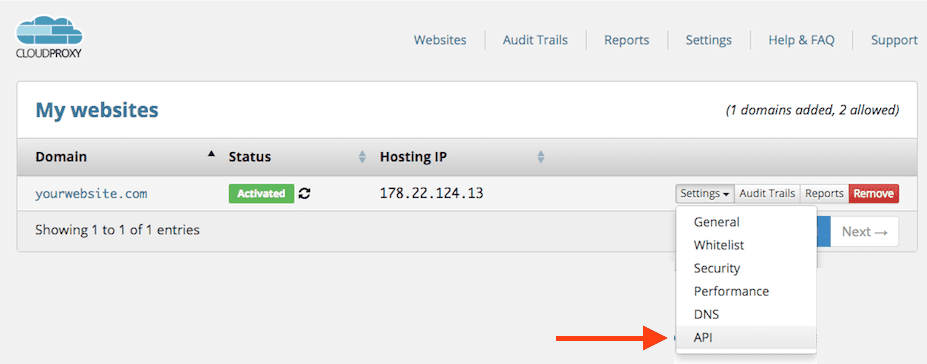 CLOUDPROXY
Websites Audit Trails Reports Settings Help & FAQ Support
My websites (1 domains added, 2 allowed)
Domain Status Hosting IP
yourwebsite.com Activated 178.22.124.13 Settings Audit Trails Reports Remove
Showing 1 to 1 of 1 entries Next →
General
Whitelist
Security
Performance
DNS
API